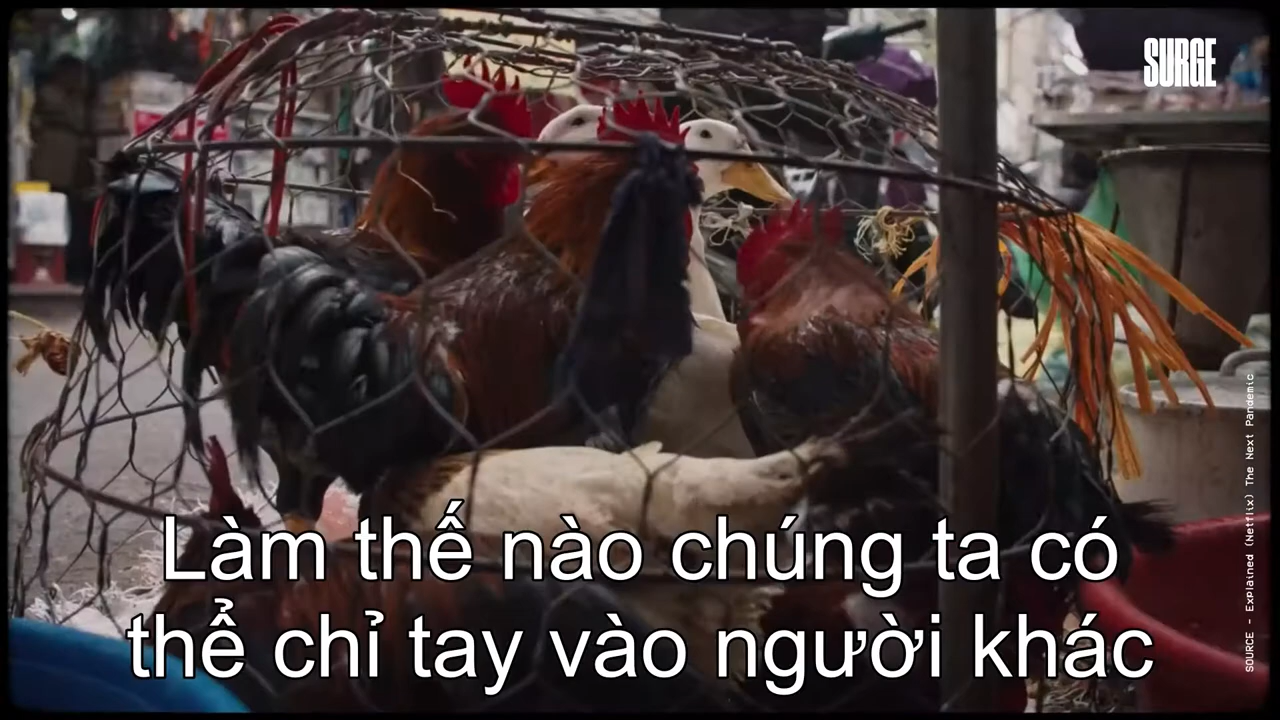 SURGE
SOURCE - Explained (Netflix) The Next Pandemic
Làm thế nào chúng ta có
thể chỉ tay vào người khác